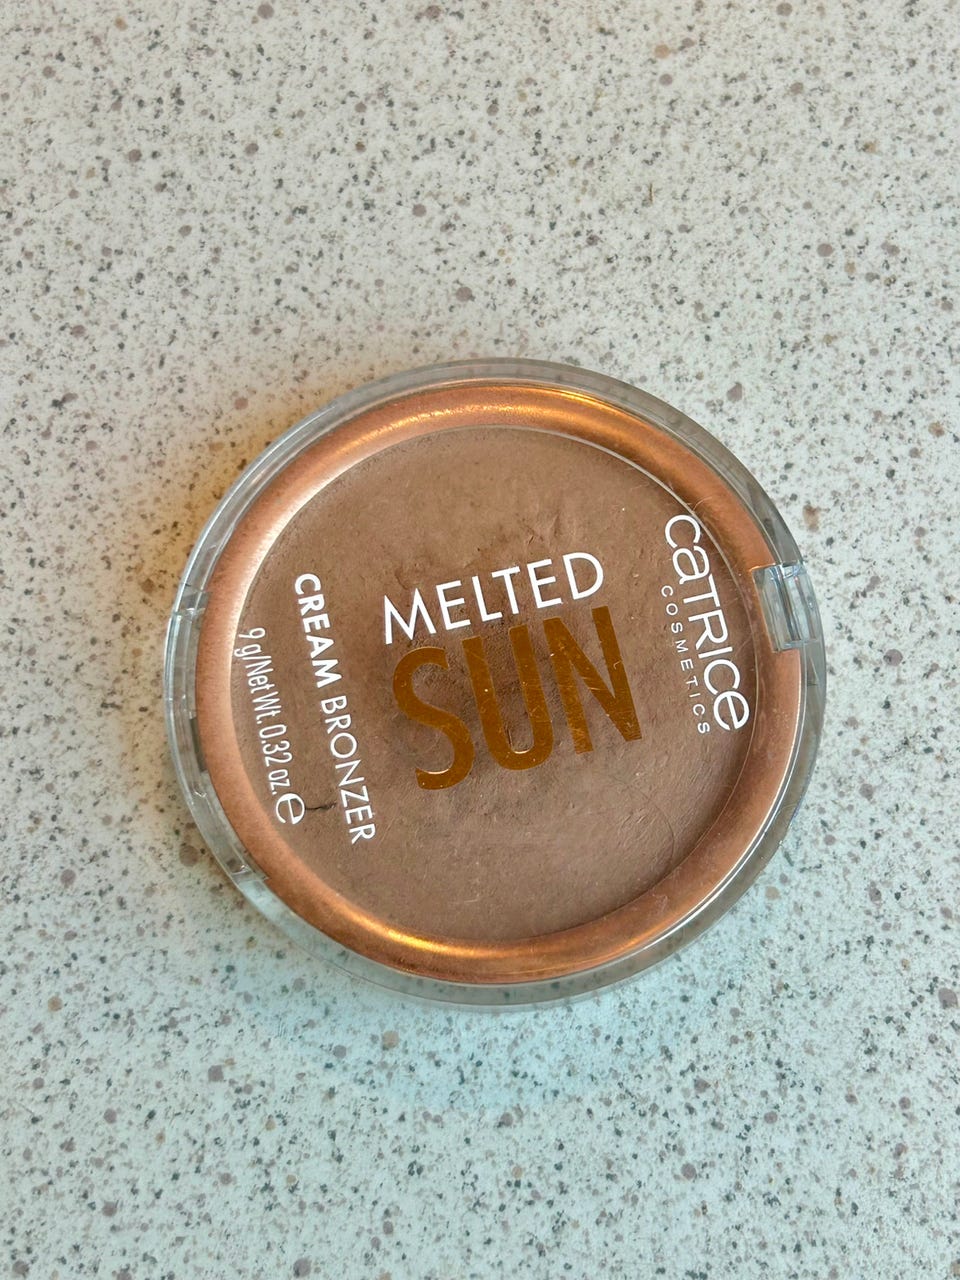 catrice
COSMETICS
MELTED
SUN
CREAM BRONZER
9 g/Net Wt. 0.32 oz. ℮